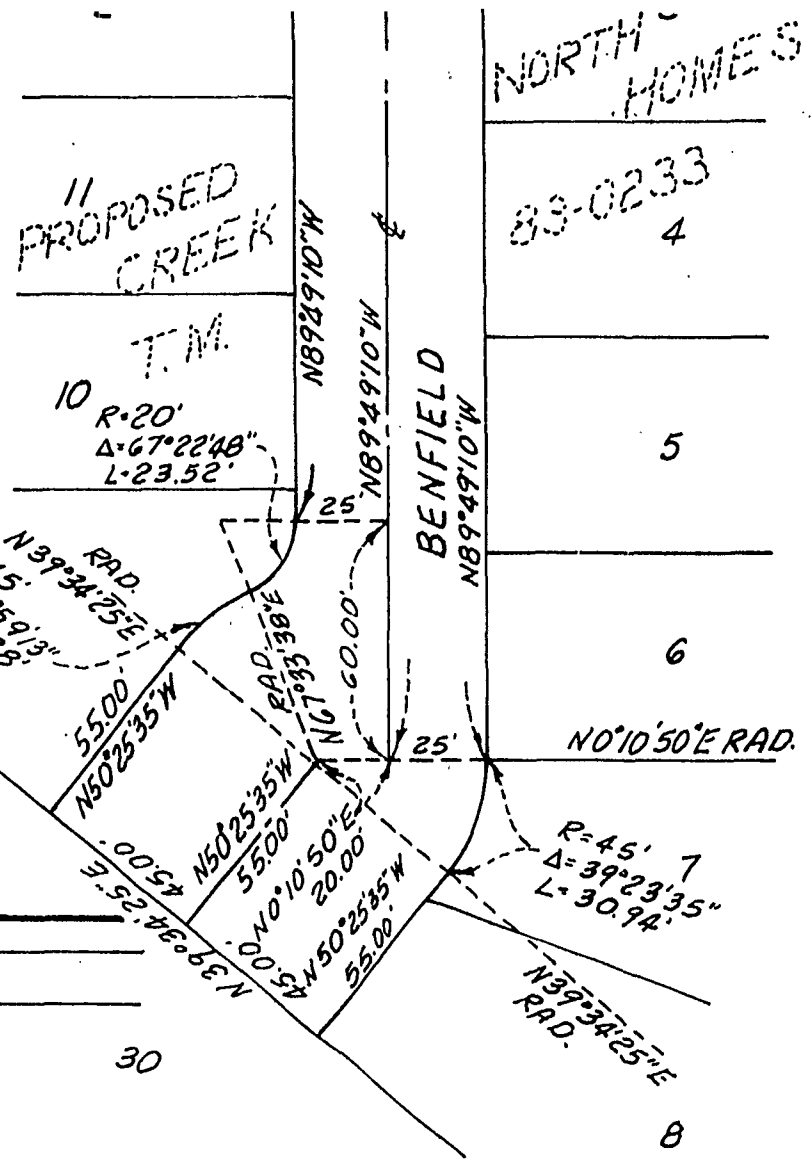 NORTH
HOMES
11
PROPOSED
CREEK
83-0233
4
N89°49'10"W
T.M.
10
R=20'
Δ=67°22'48"
L=23.52'
N89°49'10"W
BENFIELD
N89°49'10"W
5
25'
RAD.
N39°34'25"E
60.00'
N67°33'38"E
RAD.
6
55.00'
N50°25'35"W
25'
N0°10'50"E RAD.
N50°25'35"W
55.00'
N0°10'50"E
20.00'
R=45'
Δ=39°23'35"
L=30.94'
7
45.00'
N39°34'25"E
45.00'
N50°25'35"W
55.00'
N39°34'25"E
RAD.
30
8